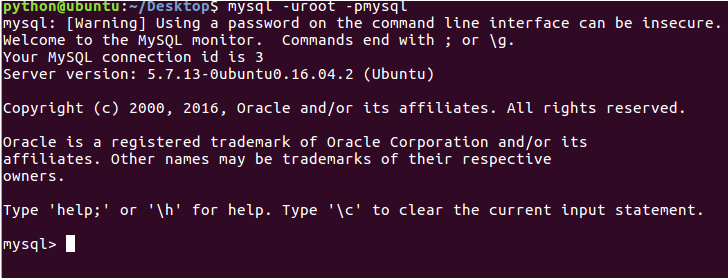 python@ubuntu:~/Desktop$ mysql -uroot -pmysql
mysql: [Warning] Using a password on the command line interface can be insecure.
Welcome to the MySQL monitor.  Commands end with ; or \g.
Your MySQL connection id is 3
Server version: 5.7.13-0ubuntu0.16.04.2 (Ubuntu)
Copyright (c) 2000, 2016, Oracle and/or its affiliates. All rights reserved.
Oracle is a registered trademark of Oracle Corporation and/or its
affiliates. Other names may be trademarks of their respective
owners.
Type 'help;' or '\h' for help. Type '\c' to clear the current input statement.
mysql>